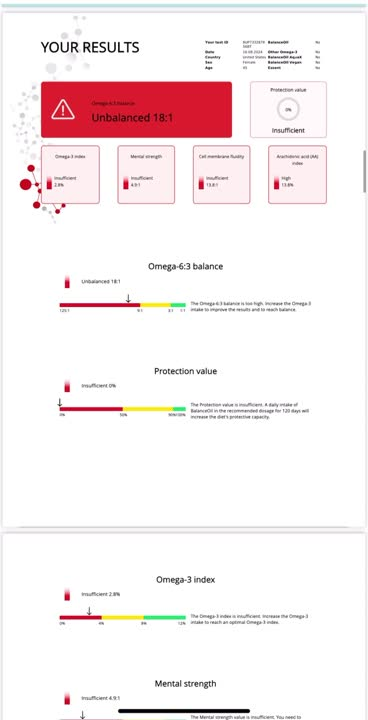 YOUR RESULTS
Your test ID
BalanceOil No
Date 16.08.2024 Other Omega-3 No
Country United States BalanceOil AquaX No
Sex Female BalanceOil Vegan No
Age 45 Essent No
Omega-6:3 balance
Unbalanced 18:1
Protection value
0%
Insufficient
Omega-3 index
Insufficient
2.8%
Mental strength
Insufficient
4.9:1
Cell membrane fluidity
Insufficient
13.8:1
Arachidonic acid (AA)
index
High
13.8%
Omega-6:3 balance
Unbalanced 18:1
125:1 9:1 3:1 1:1
The Omega-6:3 balance is too high. Increase the Omega-3
intake to improve the results and to reach balance.
Protection value
Insufficient 0%
0% 50% 90%100%
The Protection value is insufficient. A daily intake of
BalanceOil in the recommended dosage for 120 days will
increase the diet's protective capacity.
Omega-3 index
Insufficient 2.8%
0% 4% 8% 12%
The Omega-3 index is insufficient. Increase the Omega-3
intake to reach an optimal Omega-3 index.
Mental strength
Insufficient 4.9:1
The Mental strength value is insufficient. You need to